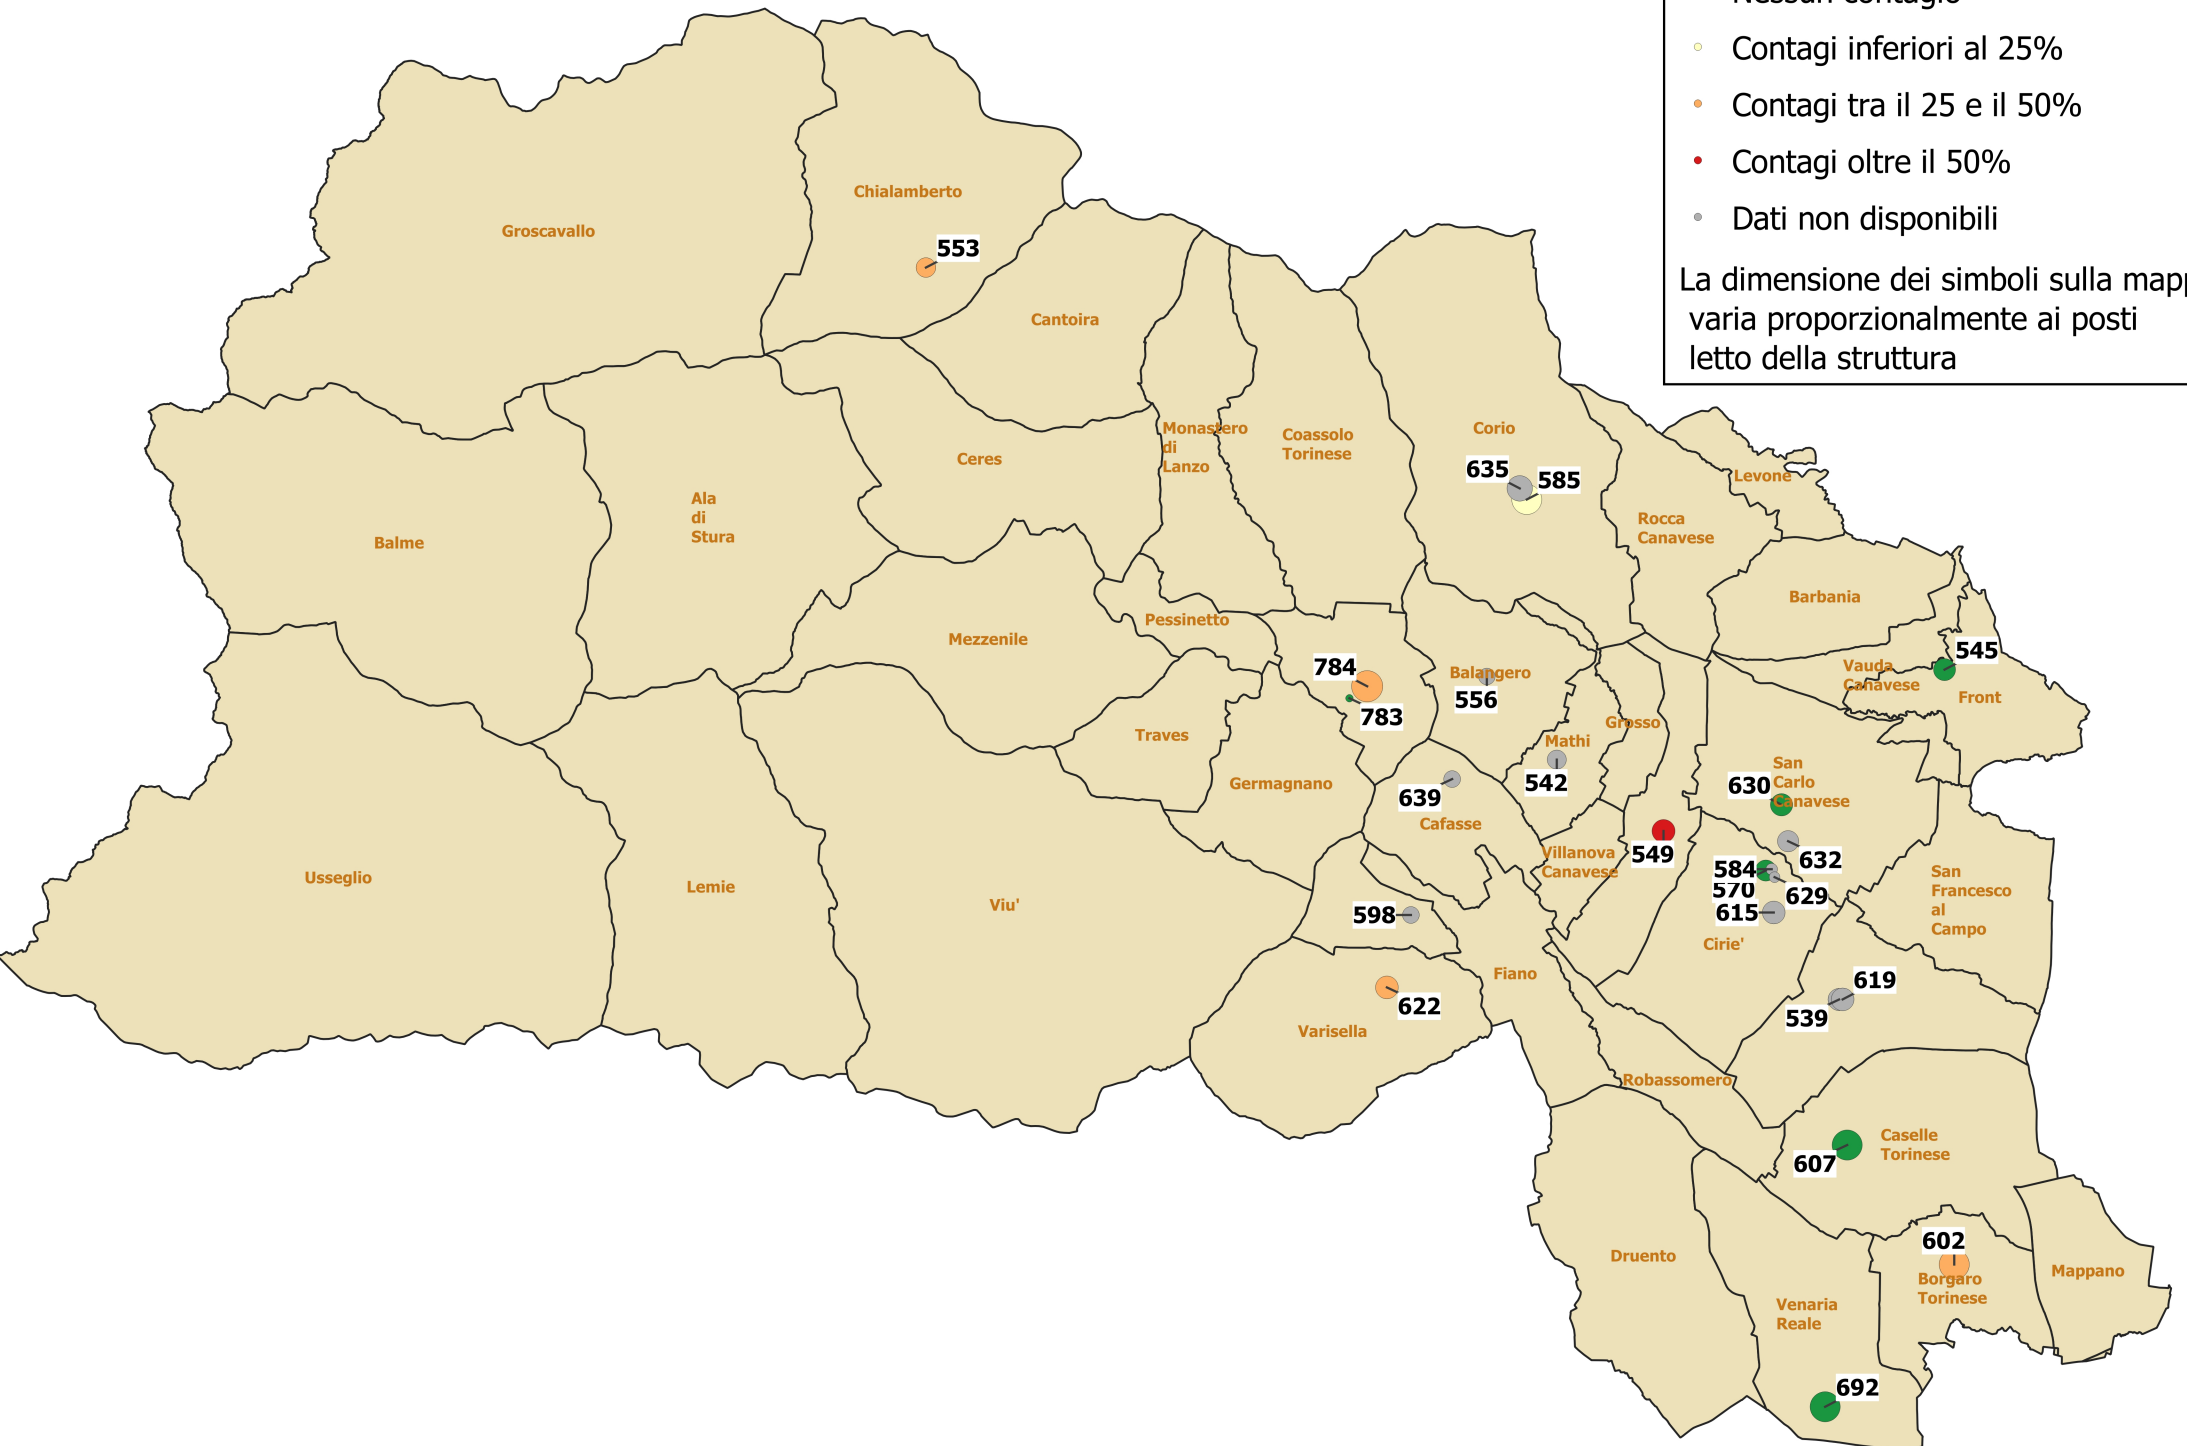 Nessun contagio
Contagi inferiori al 25%
Contagi tra il 25 e il 50%
Contagi oltre il 50%
Dati non disponibili
La dimensione dei simboli sulla map
varia proporzionalmente ai posti
letto della struttura
Chialamberto
Groscavallo
553
Cantoira
Monastero
di
Lanzo
Coassolo
Torinese
Corio
635
585
Levone
Ceres
Ala
di
Stura
Rocca
Canavese
Balme
Barbania
Pessinetto
Mezzenile
545
784
783
Balangero
556
Vauda
Canavese
Front
Traves
Grosso
Mathi
542
Germagnano
639
Cafasse
San
Carlo
Canavese
630
549
Villanova
Canavese
632
584
570
629
615
Cirie'
San
Francesco
al
Campo
Usseglio
Lemie
Viu'
598
Fiano
622
Varisella
619
539
Robassomero
Caselle
Torinese
607
602
Borgaro
Torinese
Mappano
Druento
Venaria
Reale
692